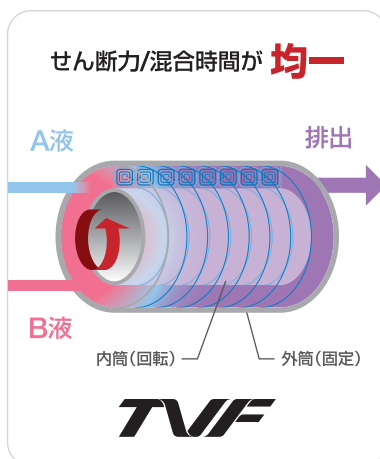 せん断力/混合時間が 均一
A液
排出
B液
内筒(回転)
外筒(固定)
TVF